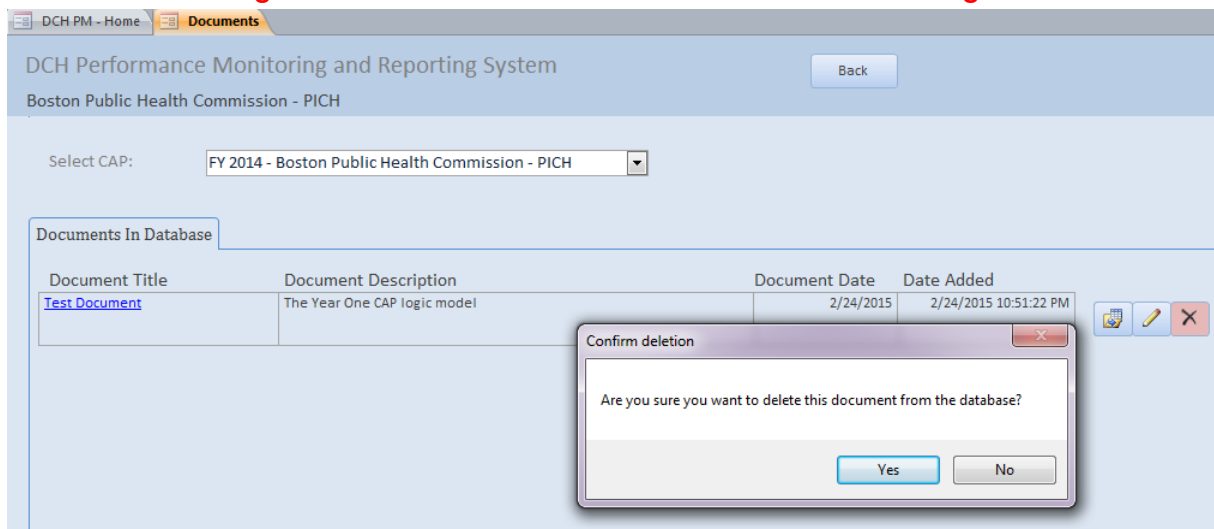 DCH PM - Home Documents
DCH Performance Monitoring and Reporting System
Back
Boston Public Health Commission - PICH
Select CAP: FY 2014 - Boston Public Health Commission - PICH
Documents In Database
Document Title Document Description Document Date Date Added
Test Document The Year One CAP logic model 2/24/2015 2/24/2015 10:51:22 PM
Confirm deletion
Are you sure you want to delete this document from the database?
Yes No